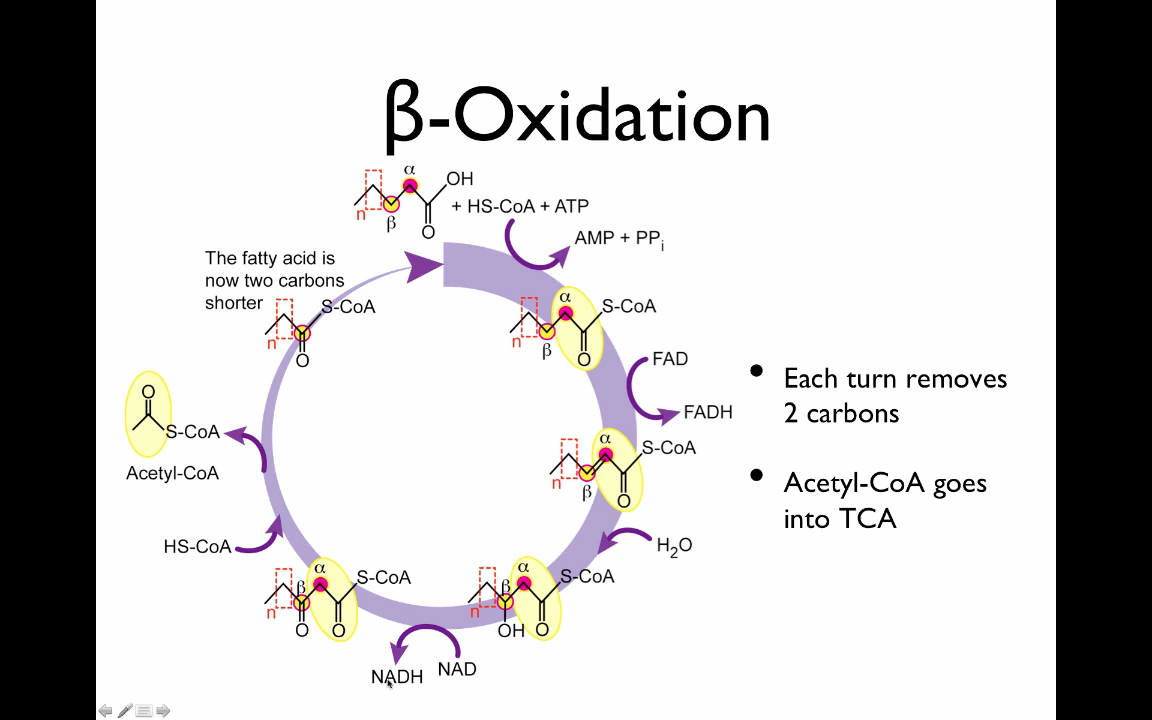 β-Oxidation
α
OH
+ HS-CoA + ATP
n
β
O
AMP + PPi
The fatty acid is
now two carbons
shorter
S-CoA
n
O
α
S-CoA
n
β
O
FAD
FADH
• Each turn removes
2 carbons
O
S-CoA
Acetyl-CoA
α
S-CoA
n
β
O
• Acetyl-CoA goes
into TCA
HS-CoA
H2O
α
β
S-CoA
n
O
O
α
β
S-CoA
n
OH
O
NADH
NAD